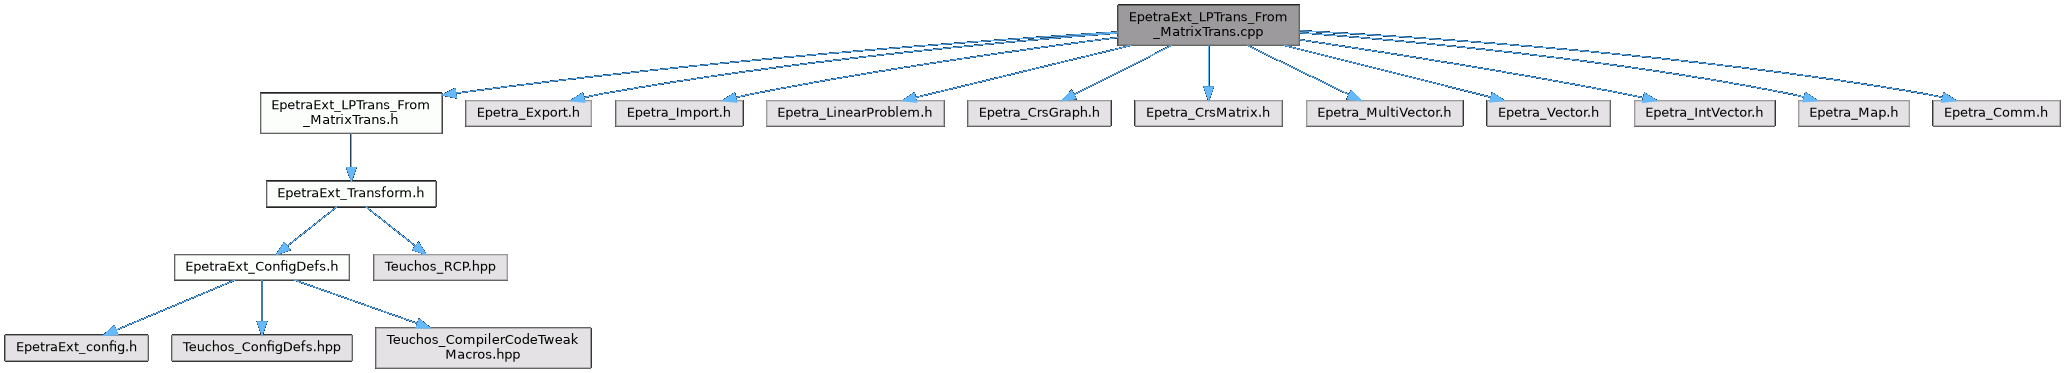 EpetraExt_LPTrans_From
_MatrixTrans.cpp
EpetraExt_LPTrans_From
_MatrixTrans.h
Epetra_Export.h
Epetra_Import.h
Epetra_LinearProblem.h
Epetra_CrsGraph.h
Epetra_CrsMatrix.h
Epetra_MultiVector.h
Epetra_Vector.h
Epetra_IntVector.h
Epetra_Map.h
Epetra_Comm.h
EpetraExt_Transform.h
EpetraExt_ConfigDefs.h
Teuchos_RCP.hpp
EpetraExt_config.h
Teuchos_ConfigDefs.hpp
Teuchos_CompilerCodeTweak
Macros.hpp